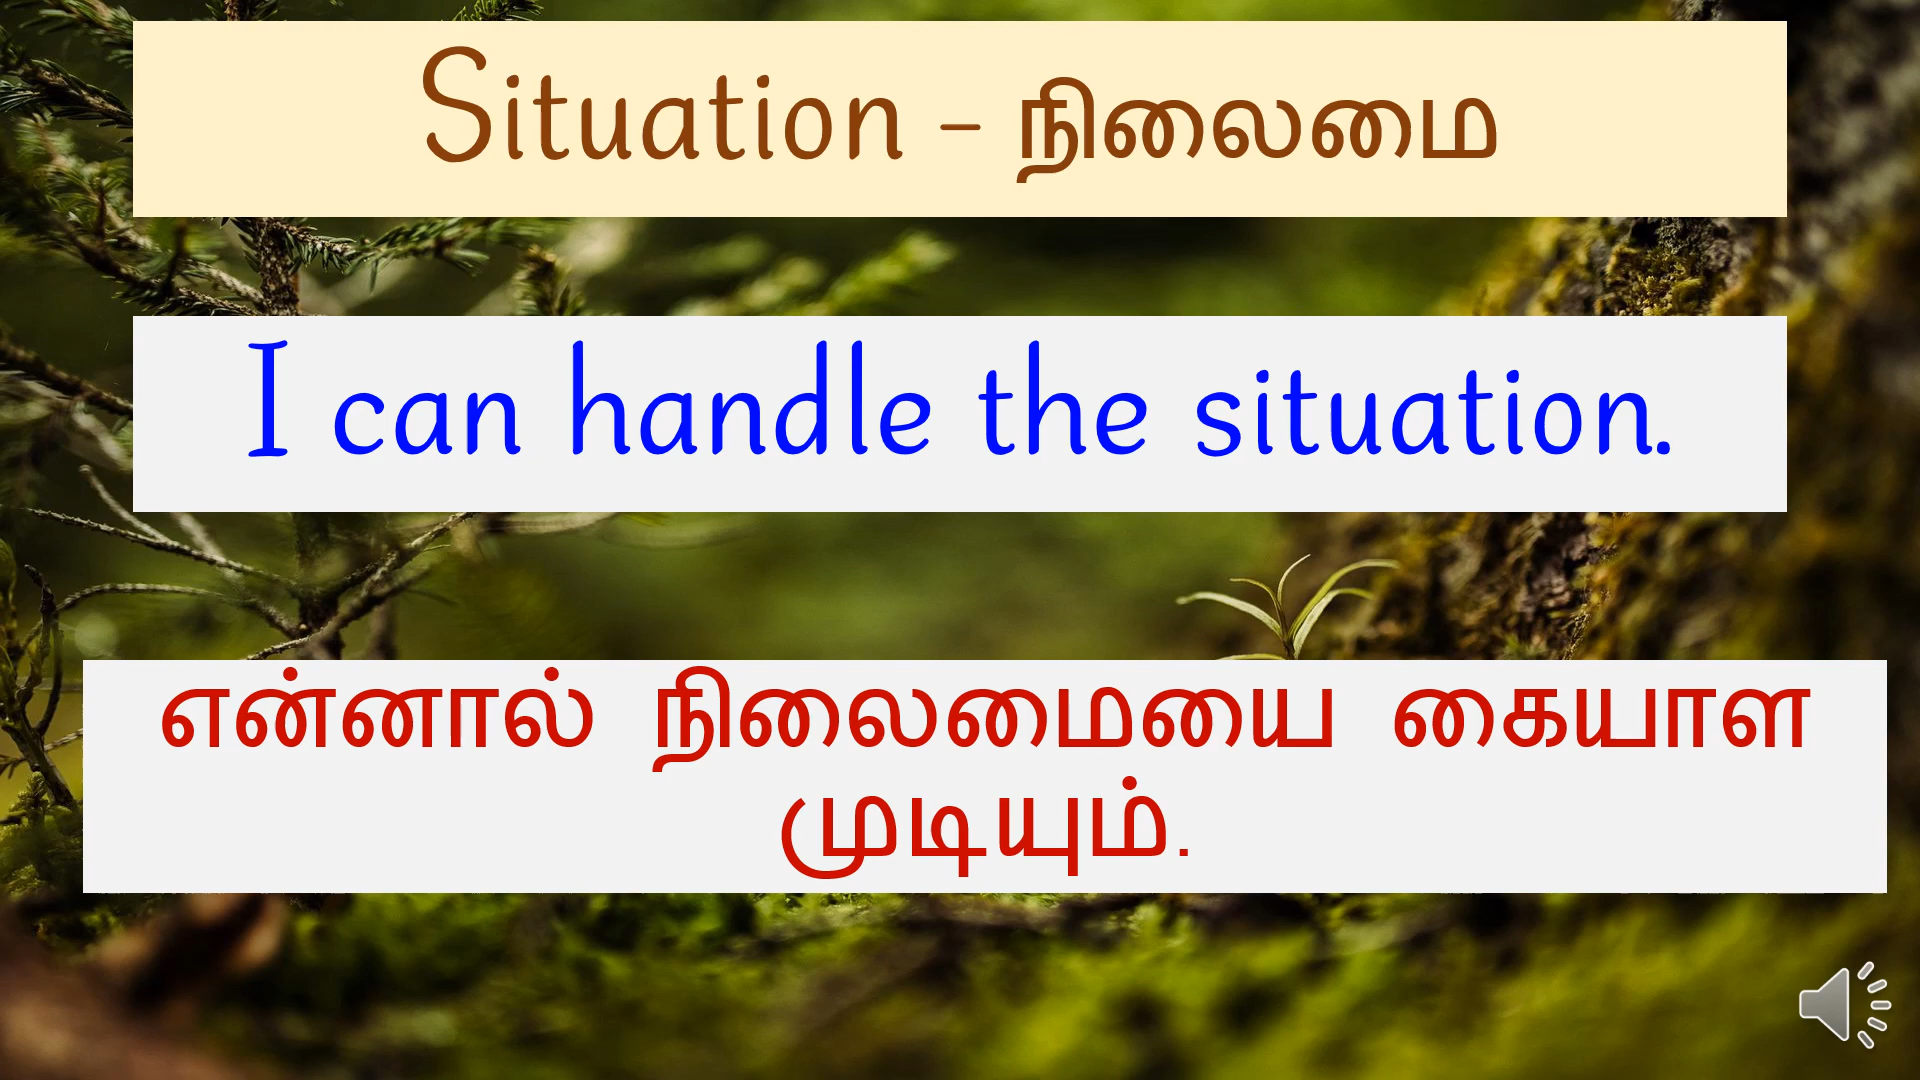 Situation – நிலைமை
I can handle the situation.
என்னால் நிலைமையை கையாள
முடியும்.